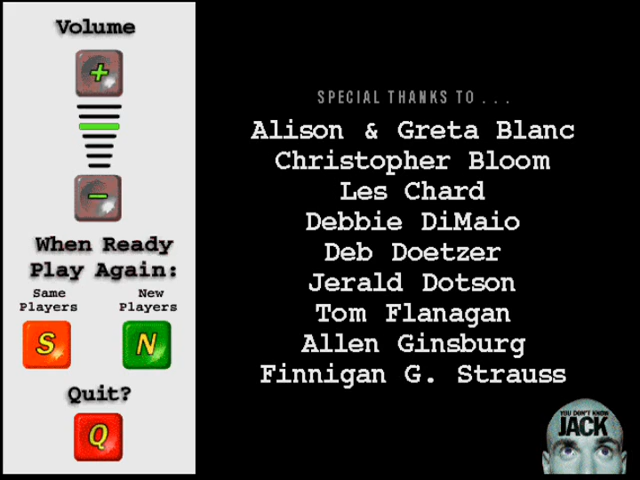 Volume
+
-
When Ready
Play Again:
Same Players
New Players
S
N
Quit?
Q
SPECIAL THANKS TO . . .
Alison & Greta Blanc
Christopher Bloom
Les Chard
Debbie DiMaio
Deb Doetzer
Jerald Dotson
Tom Flanagan
Allen Ginsburg
Finnigan G. Strauss
YOU DON'T KNOW
JACK